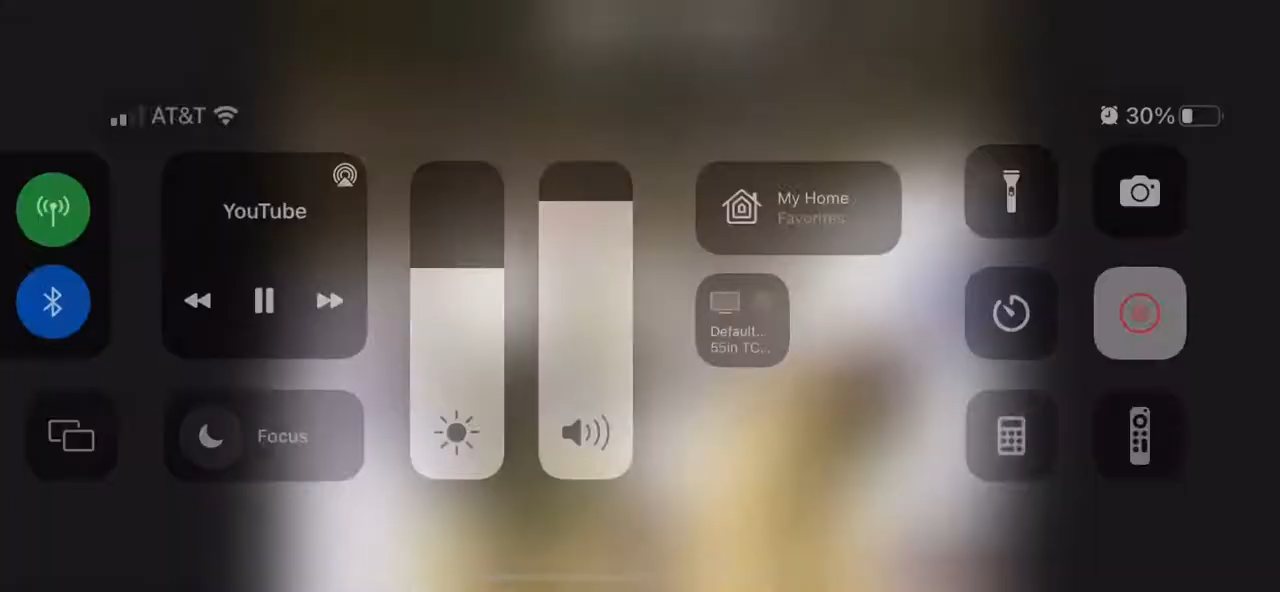 AT&T
30%
YouTube
My Home
Favorites
Default...
55in TC...
Focus